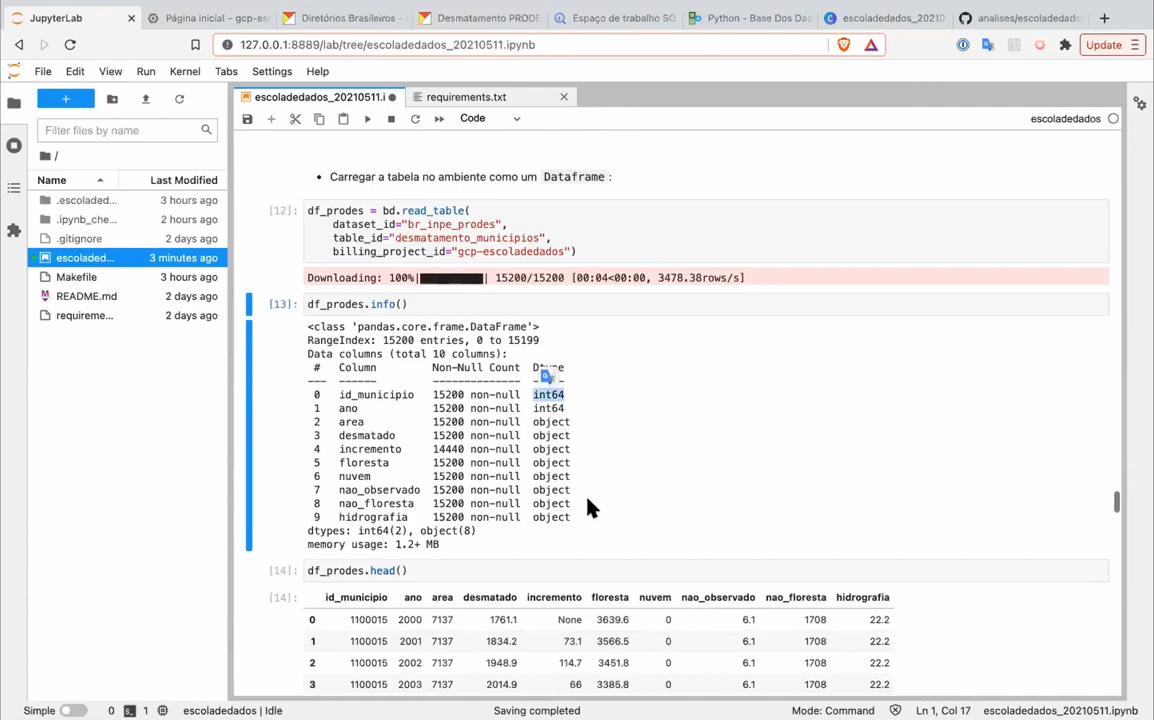 JupyterLab
Página inicial – gcp-esc
Diretórios Brasileiros –
Desmatamento PRODE
Espaço de trabalho SQ
Python - Base Dos Dad
escoladedados_20210
analises/escoladedado
127.0.0.1:8889/lab/tree/escoladedados_20210511.ipynb
Update
File Edit View Run Kernel Tabs Settings Help
escoladedados_20210511.i
requirements.txt
Filter files by name
Code
escoladedados
/
Name Last Modified
.escoladed... 3 hours ago
.ipynb_che... 2 hours ago
.gitignore 2 days ago
escoladed... 3 minutes ago
Makefile 3 hours ago
README.md 2 days ago
requireme... 2 days ago
• Carregar a tabela no ambiente como um Dataframe :
[12]: df_prodes = bd.read_table(
dataset_id="br_inpe_prodes",
table_id="desmatamento_municipios",
billing_project_id="gcp-escoladedados")
Downloading: 100%|██████████| 15200/15200 [00:04<00:00, 3478.38rows/s]
[13]: df_prodes.info()
<class 'pandas.core.frame.DataFrame'>
RangeIndex: 15200 entries, 0 to 15199
Data columns (total 10 columns):
# Column Non-Null Count Dtype
--- ------ -------------- -----
0 id_municipio 15200 non-null int64
1 ano 15200 non-null int64
2 area 15200 non-null object
3 desmatado 15200 non-null object
4 incremento 14440 non-null object
5 floresta 15200 non-null object
6 nuvem 15200 non-null object
7 nao_observado 15200 non-null object
8 nao_floresta 15200 non-null object
9 hidrografia 15200 non-null object
dtypes: int64(2), object(8)
memory usage: 1.2+ MB
[14]: df_prodes.head()
[14]: id_municipio ano area desmatado incremento floresta nuvem nao_observado nao_floresta hidrografia
0 1100015 2000 7137 1761.1 None 3639.6 0 6.1 1708 22.2
1 1100015 2001 7137 1834.2 73.1 3566.5 0 6.1 1708 22.2
2 1100015 2002 7137 1948.9 114.7 3451.8 0 6.1 1708 22.2
3 1100015 2003 7137 2014.9 66 3385.8 0 6.1 1708 22.2
Simple 0 1 escoladedados | Idle Saving completed Mode: Command Ln 1, Col 17 escoladedados_20210511.ipynb